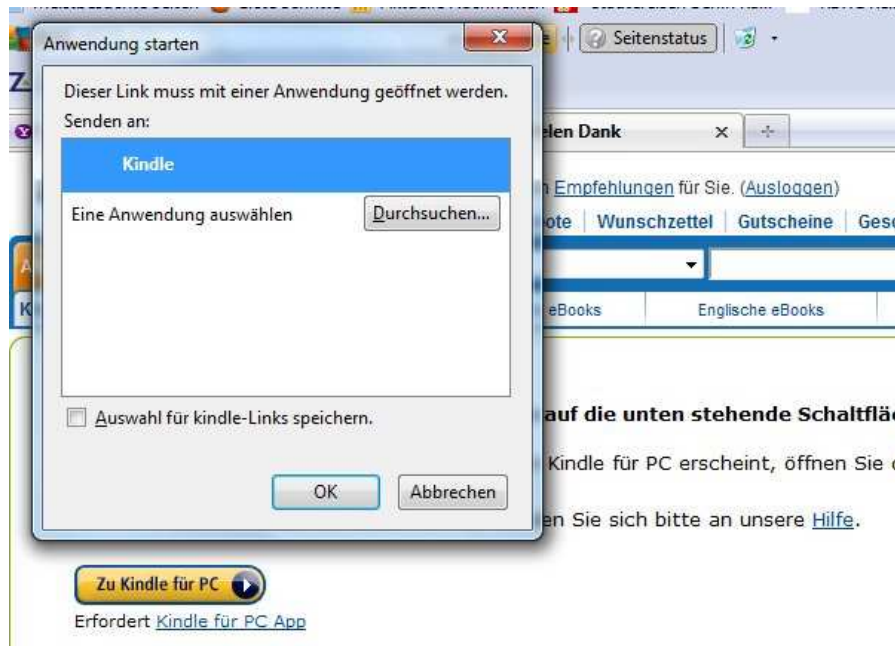 Anwendung starten
Seitenstatus
Dieser Link muss mit einer Anwendung geöffnet werden.
Senden an:
Kindle
Eine Anwendung auswählen
Durchsuchen...
Auswahl für kindle-Links speichern.
OK Abbrechen
Dank
Empfehlungen für Sie. (Ausloggen)
Wunschzettel Gutscheine
eBooks Englische eBooks
auf die unten stehende
Kindle für PC erscheint, öffnen Sie
Sie sich bitte an unsere Hilfe.
Zu Kindle für PC
Erfordert Kindle für PC App